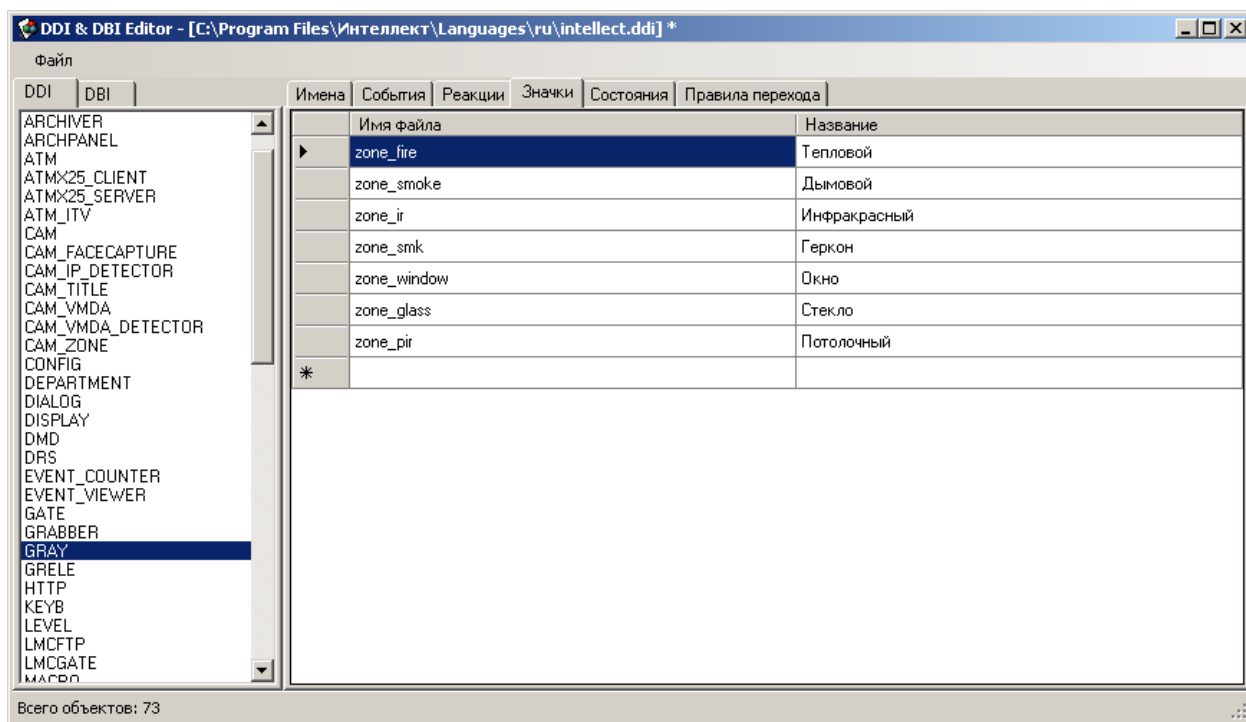 DDI & DBI Editor - [C:\Program Files\Интеллект\Languages\ru\intellect.ddi] *
Файл
DDI DBI
Имена События Реакции Значки Состояния Правила перехода
ARCHIVER
ARCHPANEL
ATM
ATMX25_CLIENT
ATMX25_SERVER
ATM_ITV
CAM
CAM_FACECAPTURE
CAM_IP_DETECTOR
CAM_TITLE
CAM_VMDA
CAM_VMDA_DETECTOR
CAM_ZONE
CONFIG
DEPARTMENT
DIALOG
DISPLAY
DMD
DRS
EVENT_COUNTER
EVENT_VIEWER
GATE
GRABBER
GRAY
GRELE
HTTP
KEYB
LEVEL
LMCFTP
LMCGATE
MACRO
Имя файла Название
zone_fire Тепловой
zone_smoke Дымовой
zone_ir Инфракрасный
zone_smk Геркон
zone_window Окно
zone_glass Стекло
zone_pir Потолочный
Всего объектов: 73